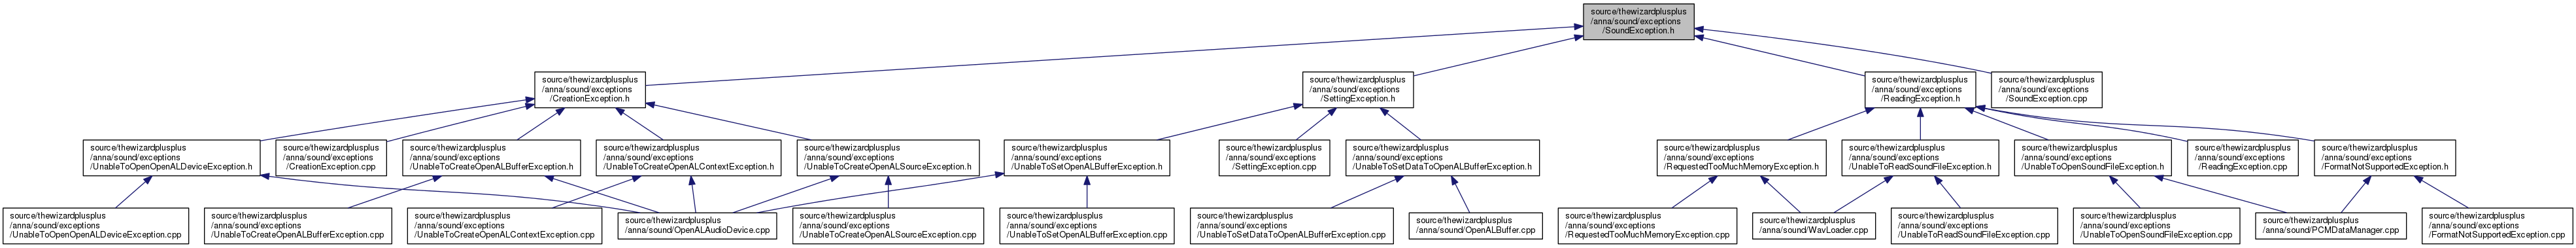 source/thewizardplusplus
/anna/sound/exceptions
/SoundException.h
source/thewizardplusplus
/anna/sound/exceptions
/CreationException.h
source/thewizardplusplus
/anna/sound/exceptions
/SettingException.h
source/thewizardplusplus
/anna/sound/exceptions
/ReadingException.h
source/thewizardplusplus
/anna/sound/exceptions
/SoundException.cpp
source/thewizardplusplus
/anna/sound/exceptions
/UnableToOpenOpenALDeviceException.h
source/thewizardplusplus
/anna/sound/exceptions
/CreationException.cpp
source/thewizardplusplus
/anna/sound/exceptions
/UnableToCreateOpenALBufferException.h
source/thewizardplusplus
/anna/sound/exceptions
/UnableToCreateOpenALContextException.h
source/thewizardplusplus
/anna/sound/exceptions
/UnableToCreateOpenALSourceException.h
source/thewizardplusplus
/anna/sound/exceptions
/UnableToSetOpenALBufferException.h
source/thewizardplusplus
/anna/sound/exceptions
/SettingException.cpp
source/thewizardplusplus
/anna/sound/exceptions
/UnableToSetDataToOpenALBufferException.h
source/thewizardplusplus
/anna/sound/exceptions
/RequestedTooMuchMemoryException.h
source/thewizardplusplus
/anna/sound/exceptions
/UnableToReadSoundFileException.h
source/thewizardplusplus
/anna/sound/exceptions
/UnableToOpenSoundFileException.h
source/thewizardplusplus
/anna/sound/exceptions
/ReadingException.cpp
source/thewizardplusplus
/anna/sound/exceptions
/FormatNotSupportedException.h
source/thewizardplusplus
/anna/sound/exceptions
/UnableToOpenOpenALDeviceException.cpp
source/thewizardplusplus
/anna/sound/exceptions
/UnableToCreateOpenALBufferException.cpp
source/thewizardplusplus
/anna/sound/exceptions
/UnableToCreateOpenALContextException.cpp
source/thewizardplusplus
/anna/sound/OpenALAudioDevice.cpp
source/thewizardplusplus
/anna/sound/exceptions
/UnableToCreateOpenALSourceException.cpp
source/thewizardplusplus
/anna/sound/exceptions
/UnableToSetOpenALBufferException.cpp
source/thewizardplusplus
/anna/sound/exceptions
/UnableToSetDataToOpenALBufferException.cpp
source/thewizardplusplus
/anna/sound/OpenALBuffer.cpp
source/thewizardplusplus
/anna/sound/exceptions
/RequestedTooMuchMemoryException.cpp
source/thewizardplusplus
/anna/sound/WavLoader.cpp
source/thewizardplusplus
/anna/sound/exceptions
/UnableToReadSoundFileException.cpp
source/thewizardplusplus
/anna/sound/exceptions
/UnableToOpenSoundFileException.cpp
source/thewizardplusplus
/anna/sound/PCMDataManager.cpp
source/thewizardplusplus
/anna/sound/exceptions
/FormatNotSupportedException.cpp